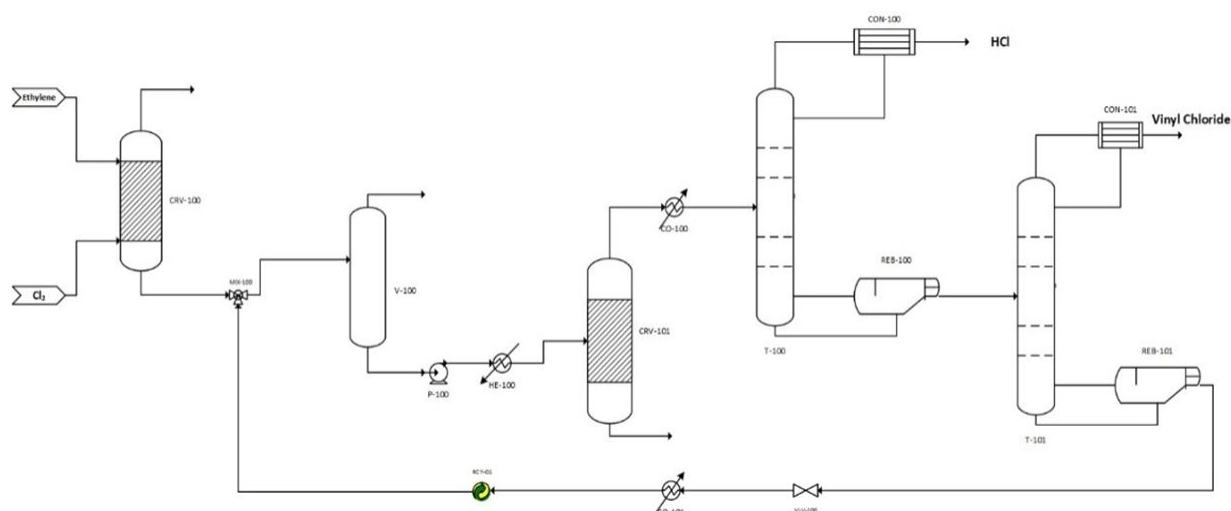 CON-100
HCl
Ethylene
CON-101
Vinyl Chloride
CRV-100
CO-100
REB-100
Cl₂
MIX-100
V-100
CRV-101
T-100
REB-101
P-100
HE-100
T-101
RCY-01